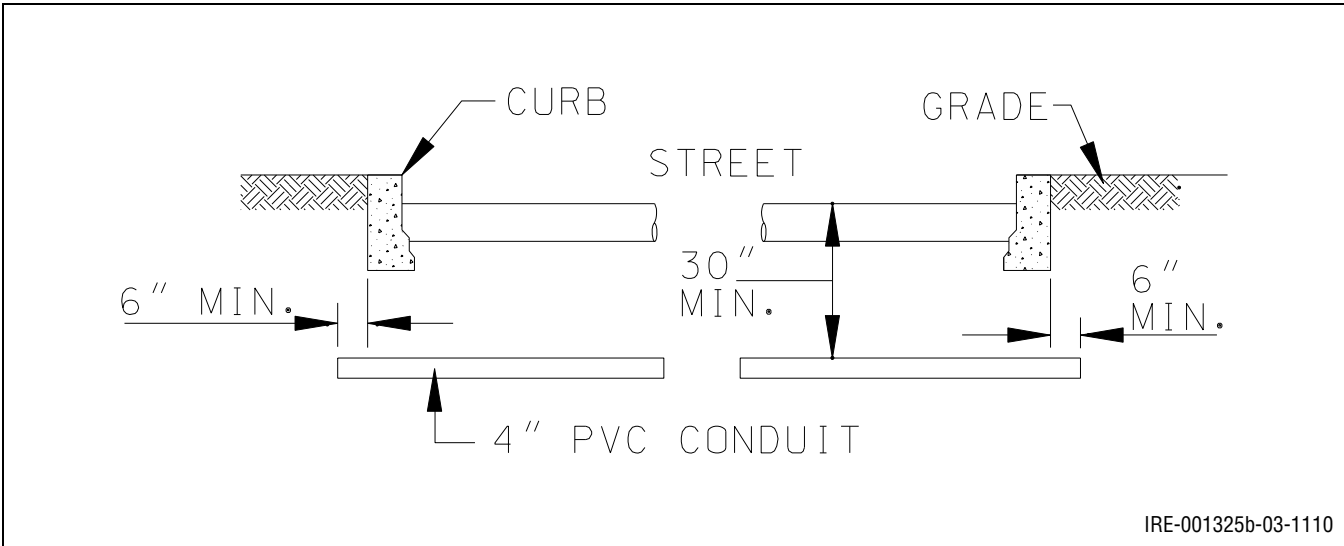 CURB
GRADE
STREET
6" MIN.
30"
MIN.
6"
MIN.
4" PVC CONDUIT
IRE-001325b-03-1110